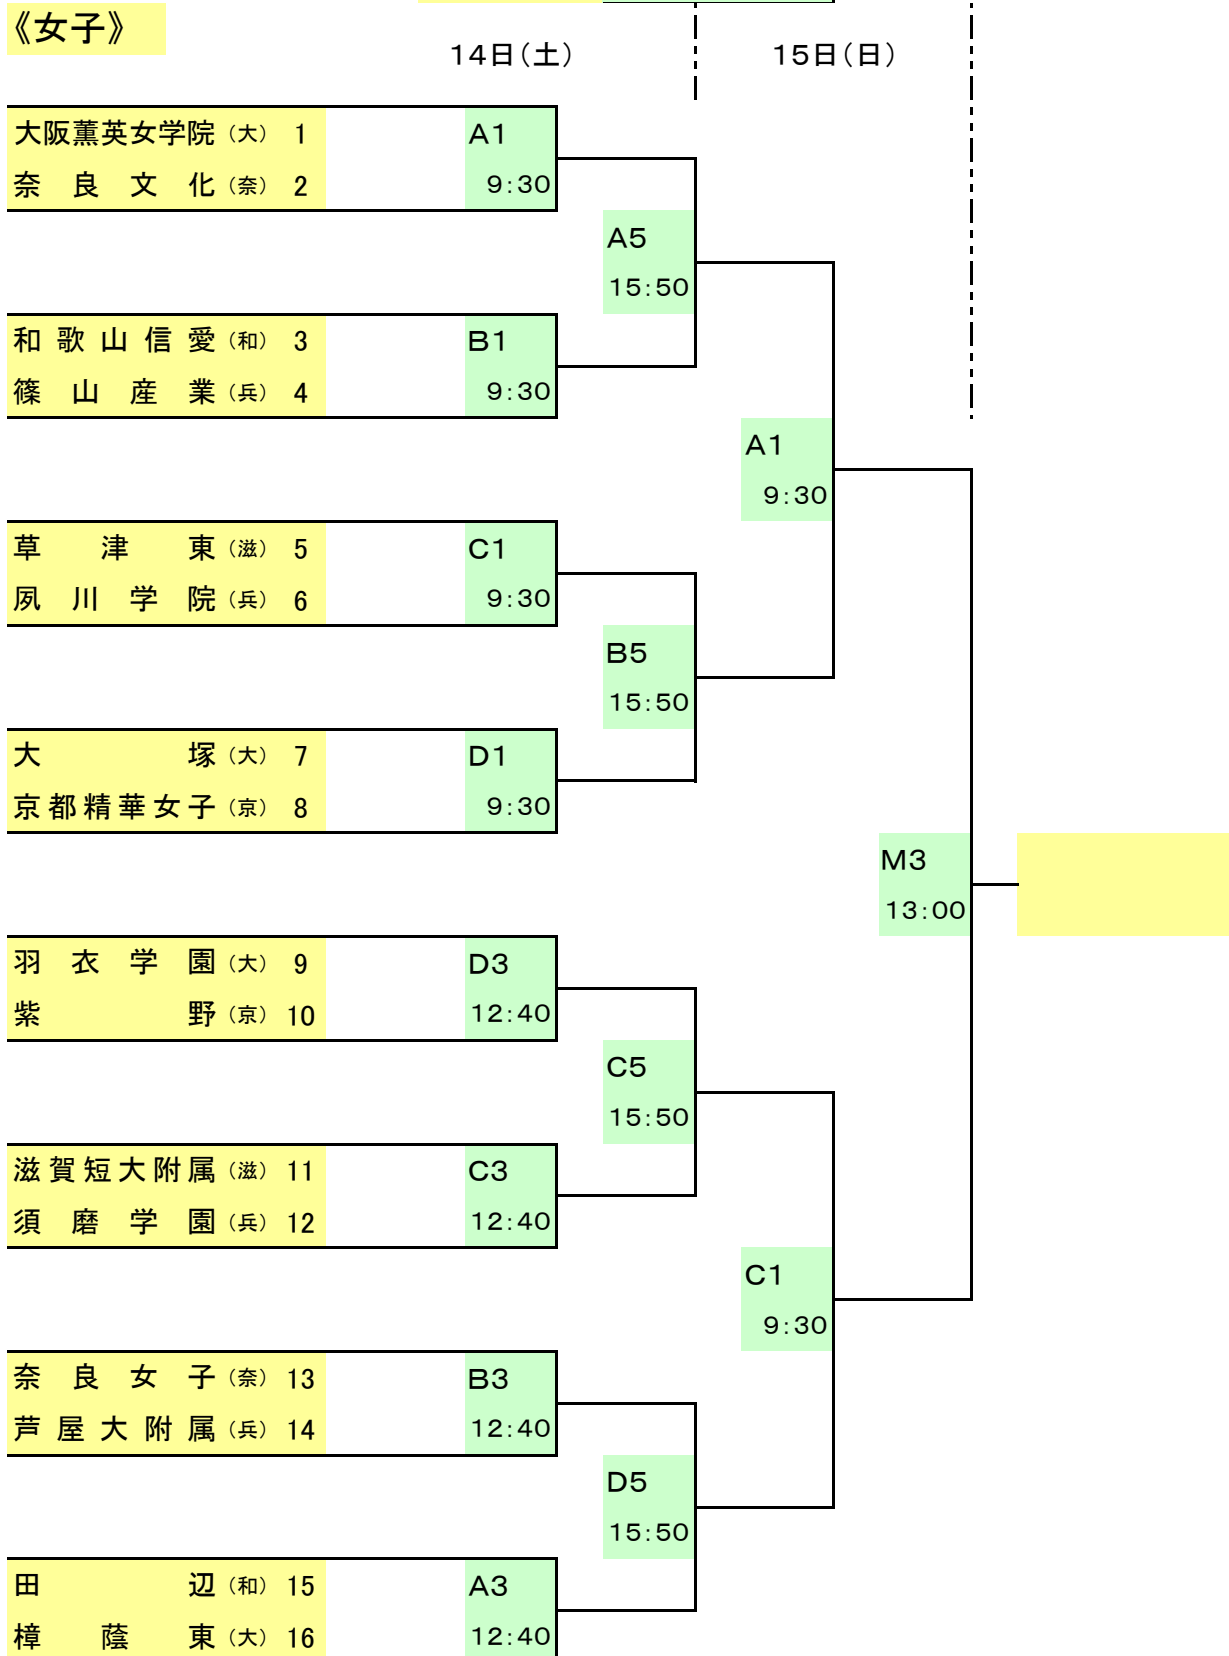 《女子》
14日(土) 15日(日)
大阪薫英女学院(大) 1 A1
奈良文化(奈) 2 9:30
A5
15:50
和歌山信愛(和) 3 B1
篠山産業(兵) 4 9:30
A1
9:30
草津東(滋) 5 C1
夙川学院(兵) 6 9:30
B5
15:50
大塚(大) 7 D1
京都精華女子(京) 8 9:30
M3
13:00
羽衣学園(大) 9 D3
紫野(京) 10 12:40
C5
15:50
滋賀短大附属(滋) 11 C3
須磨学園(兵) 12 12:40
C1
9:30
奈良女子(奈) 13 B3
芦屋大附属(兵) 14 12:40
D5
15:50
田辺(和) 15 A3
樟蔭東(大) 16 12:40